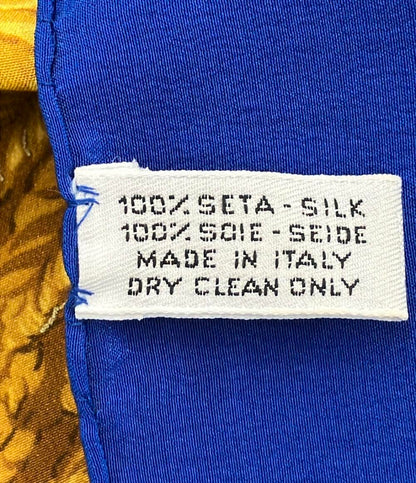 100% SETA - SILK
100% SOIE - SEIDE
MADE IN ITALY
DRY CLEAN ONLY